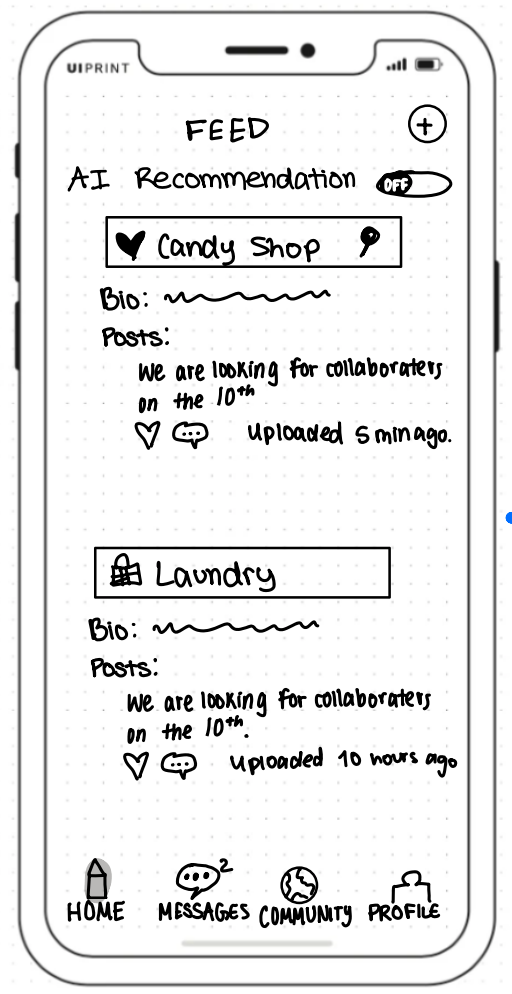 UIPRINT
FEED
AI Recommendation OFF
Candy Shop
Bio:
Posts:
We are looking for collaboraters
on the 10th
Uploaded 5 min ago.
Laundry
Bio:
Posts:
We are looking for collaboraters
on the 10th.
Uploaded 10 hours ago
2
HOME MESSAGES COMMUNITY PROFILE